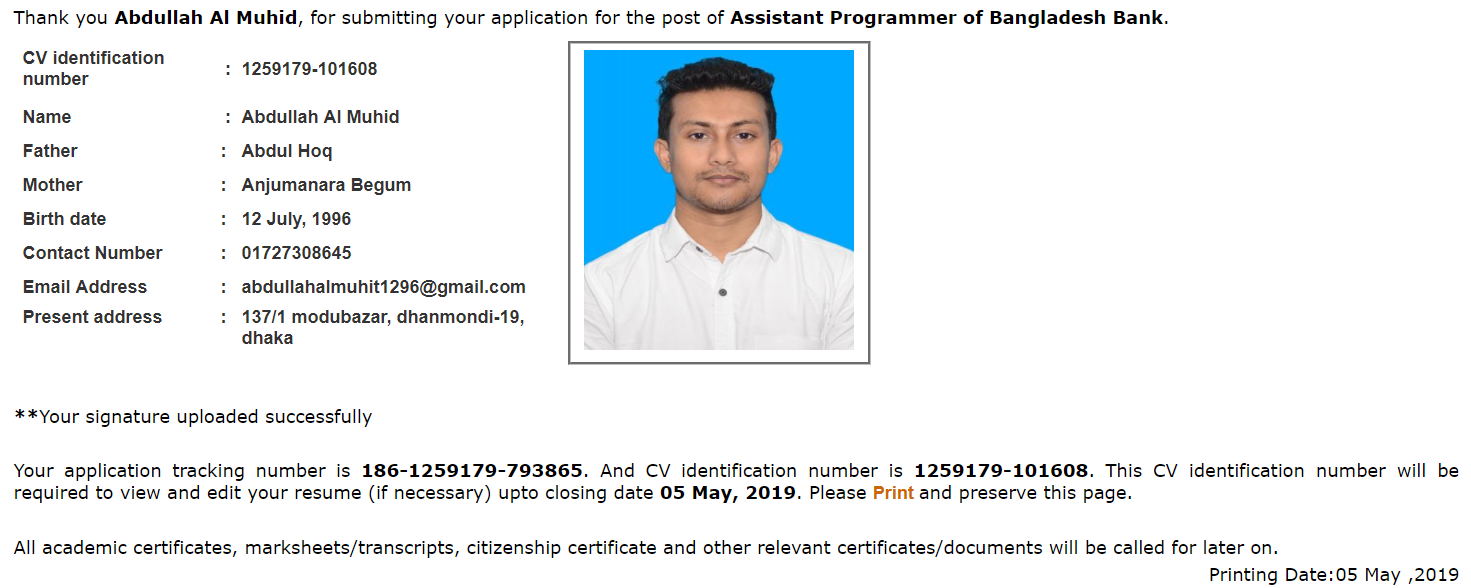 Thank you Abdullah Al Muhid, for submitting your application for the post of Assistant Programmer of Bangladesh Bank.
CV identification
number : 1259179-101608
Name : Abdullah Al Muhid
Father : Abdul Hoq
Mother : Anjumanara Begum
Birth date : 12 July, 1996
Contact Number : 01727308645
Email Address : abdullahalmuhit1296@gmail.com
Present address : 137/1 modubazar, dhanmondi-19,
dhaka
**Your signature uploaded successfully
Your application tracking number is 186-1259179-793865. And CV identification number is 1259179-101608. This CV identification number will be
required to view and edit your resume (if necessary) upto closing date 05 May, 2019. Please Print and preserve this page.
All academic certificates, marksheets/transcripts, citizenship certificate and other relevant certificates/documents will be called for later on.
Printing Date:05 May ,2019